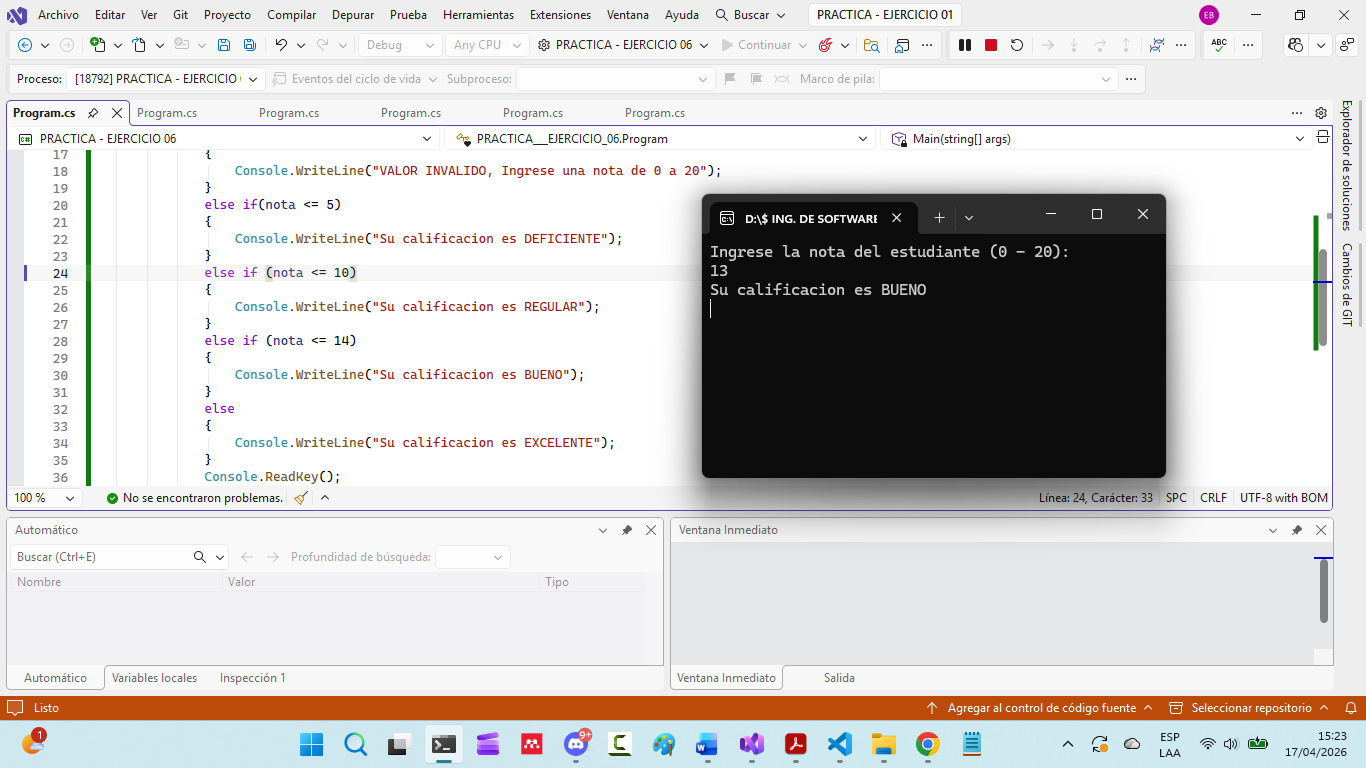 Archivo Editar Ver Git Proyecto Compilar Depurar Prueba Herramientas Extensiones Ventana Ayuda Buscar PRACTICA - EJERCICIO 01 EB
Debug Any CPU PRACTICA - EJERCICIO 06 Continuar ABC
Proceso: [18792] PRACTICA - EJERCICIO Eventos del ciclo de vida Subproceso: Marco de pila:
Program.cs Program.cs Program.cs Program.cs Program.cs Program.cs
C# PRACTICA - EJERCICIO 06 PRACTICA___EJERCICIO_06.Program Main(string[] args)
17 {
18 Console.WriteLine("VALOR INVALIDO, Ingrese una nota de 0 a 20");
19 }
20 else if(nota <= 5)
21 {
22 Console.WriteLine("Su calificacion es DEFICIENTE");
23 }
24 else if (nota <= 10)
25 {
26 Console.WriteLine("Su calificacion es REGULAR");
27 }
28 else if (nota <= 14)
29 {
30 Console.WriteLine("Su calificacion es BUENO");
31 }
32 else
33 {
34 Console.WriteLine("Su calificacion es EXCELENTE");
35 }
36 Console.ReadKey();
D:\$ ING. DE SOFTWARE
Ingrese la nota del estudiante (0 - 20):
13
Su calificacion es BUENO
Explorador de soluciones
Cambios de GIT
100 % No se encontraron problemas. Línea: 24, Carácter: 33 SPC CRLF UTF-8 with BOM
Automático
Buscar (Ctrl+E) Profundidad de búsqueda:
Nombre Valor Tipo
Automático Variables locales Inspección 1
Ventana Inmediato
Ventana Inmediato Salida
Listo Agregar al control de código fuente Seleccionar repositorio
1 9+ ESP LAA 15:23
17/04/2026